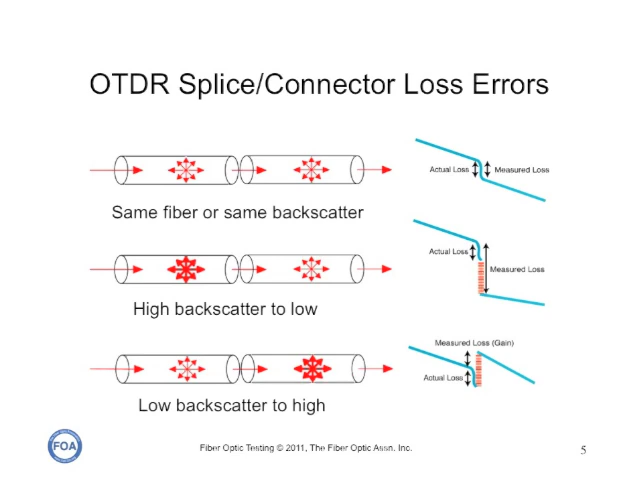 OTDR Splice/Connector Loss Errors
Actual Loss Measured Loss
Same fiber or same backscatter
Actual Loss
Measured Loss
High backscatter to low
Measured Loss (Gain)
Actual Loss
Low backscatter to high
FOA
Fiber Optic Testing © 2011, The Fiber Optic Assn. Inc.
5